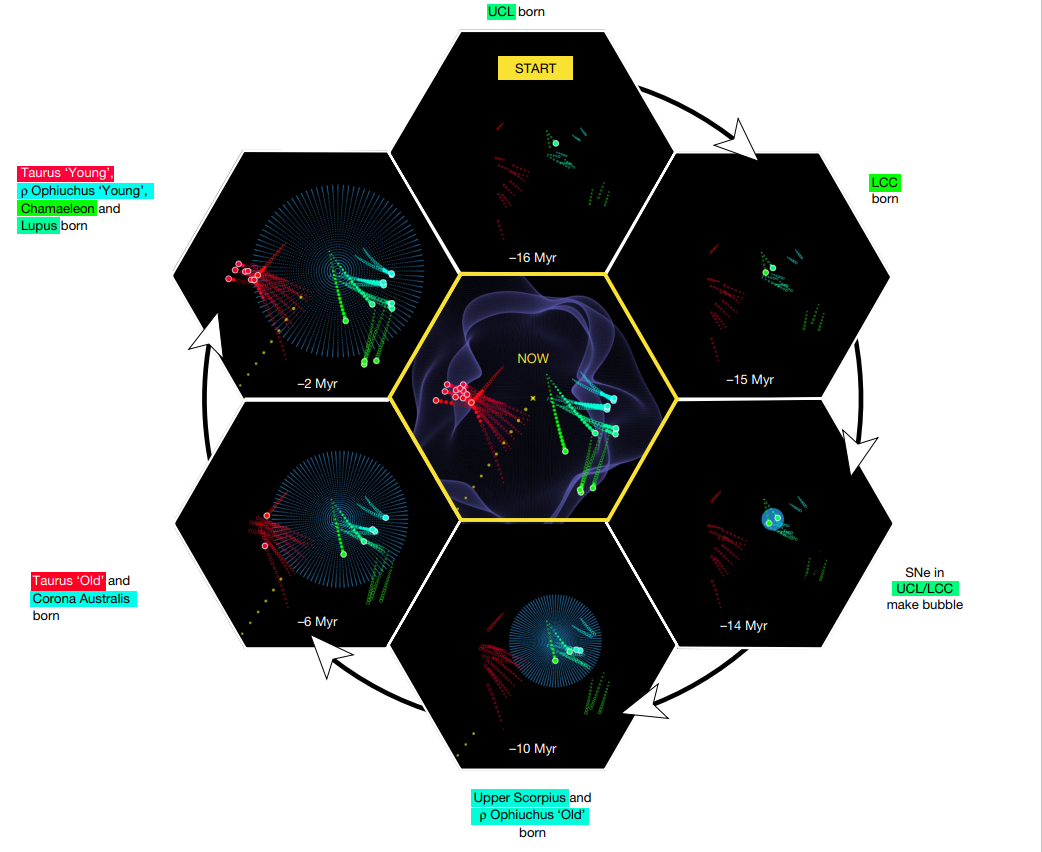 UCL born
START
–16 Myr
LCC
born
–15 Myr
SNe in
UCL/LCC
make bubble
–14 Myr
–10 Myr
Upper Scorpius and
ρ Ophiuchus ‘Old’
born
–6 Myr
Taurus ‘Old’ and
Corona Australis
born
–2 Myr
Taurus ‘Young’,
ρ Ophiuchus ‘Young’,
Chamaeleon and
Lupus born
NOW